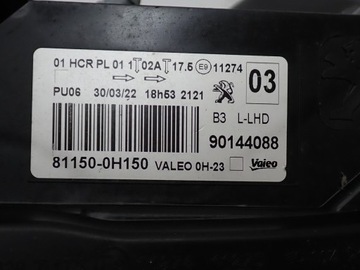 01 HCR PL 01 1 02A 17.5 E9 11274
03
PU06 30/03/22 18h53 2121
B3 L-LHD
90144088
81150-0H150 VALEO 0H-23
Valeo